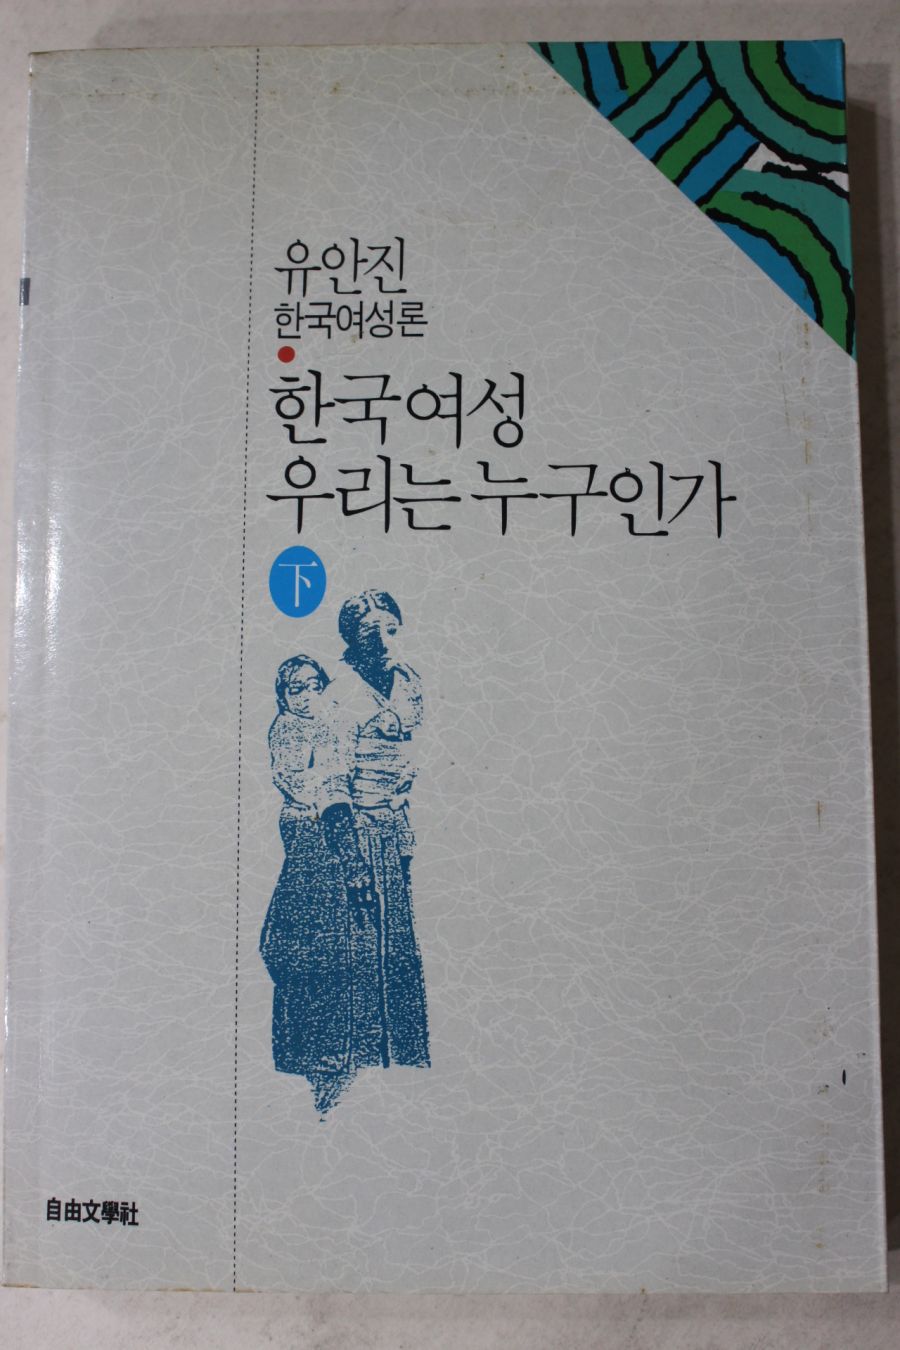 유안진
한국여성론
한국여성
우리는 누구인가
下
自由文學社